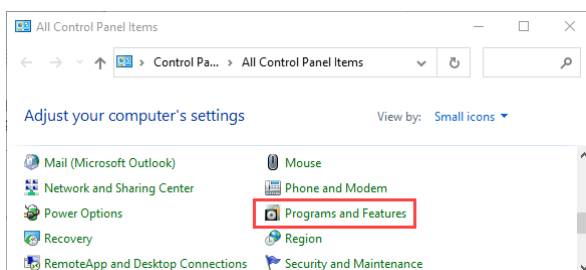 All Control Panel Items
Control Pa... > All Control Panel Items
Adjust your computer's settings
View by: Small icons
Mail (Microsoft Outlook)
Mouse
Network and Sharing Center
Phone and Modem
Power Options
Programs and Features
Recovery
Region
RemoteApp and Desktop Connections
Security and Maintenance